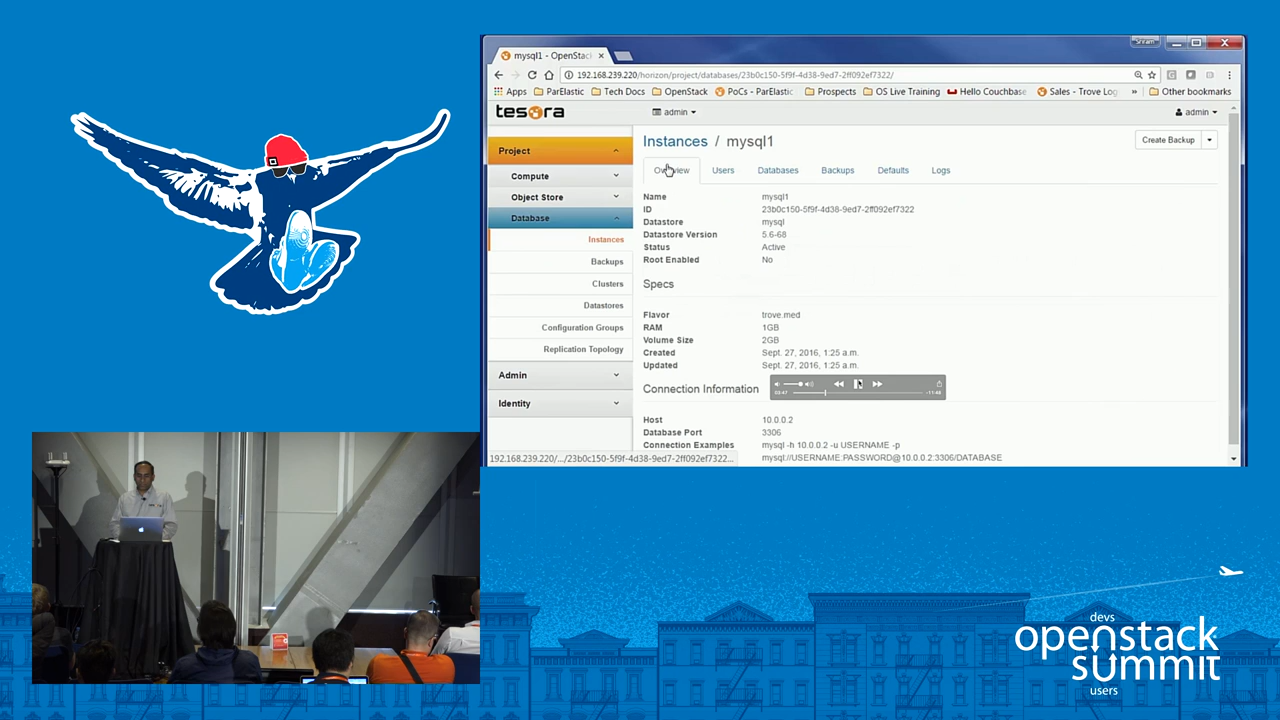 mysql1 - OpenStac
192.168.239.220/horizon/project/databases/23b0c150-5f9f-4d38-9ed7-2ff092ef7322/
Apps ParElastic Tech Docs OpenStack PoCs - ParElastic Prospects OS Live Training Hello Couchbase Sales - Trove Log » Other bookmarks
tesora admin admin
Instances / mysql1 Create Backup
Project
Overview Users Databases Backups Defaults Logs
Compute
Object Store
Database
Instances
Backups
Clusters
Datastores
Configuration Groups
Replication Topology
Admin
Identity
Name mysql1
ID 23b0c150-5f9f-4d38-9ed7-2ff092ef7322
Datastore mysql
Datastore Version 5.6-68
Status Active
Root Enabled No
Specs
Flavor trove.med
RAM 1GB
Volume Size 2GB
Created Sept. 27, 2016, 1:25 a.m.
Updated Sept. 27, 2016, 1:25 a.m.
Connection Information
03:47
Host 10.0.0.2
Database Port 3306
Connection Examples mysql -h 10.0.0.2 -u USERNAME -p
mysql://USERNAME:PASSWORD@10.0.0.2:3306/DATABASE
192.168.239.220/.../23b0c150-5f9f-4d38-9ed7-2ff092ef7322...
devs
openstack
summit
users